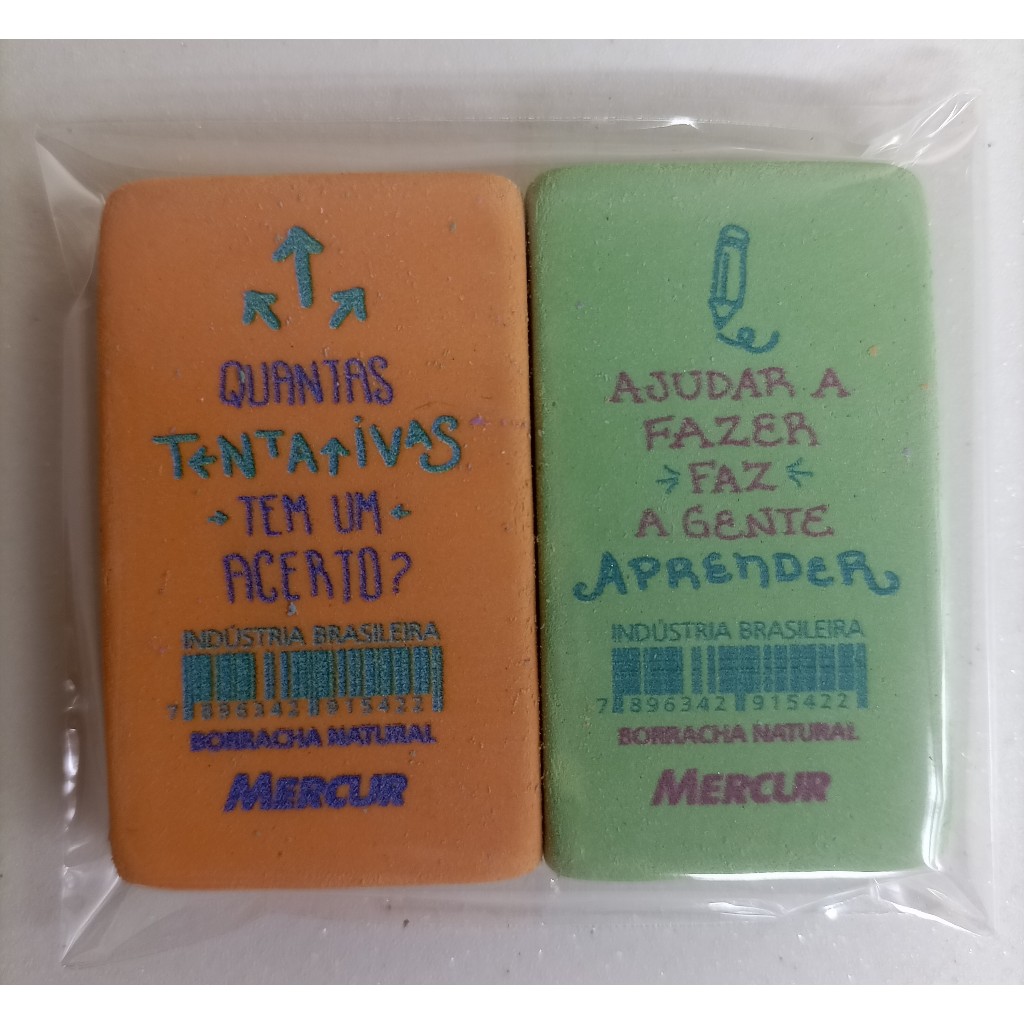 QUANTAS
TENTATIVAS
TEM UM
ACERTO?
INDÚSTRIA BRASILEIRA
7 896342 915422
BORRACHA NATURAL
MERCUR
AJUDAR A
FAZER
FAZ
A GENTE
APRENDER
INDÚSTRIA BRASILEIRA
7 896342 915422
BORRACHA NATURAL
MERCUR